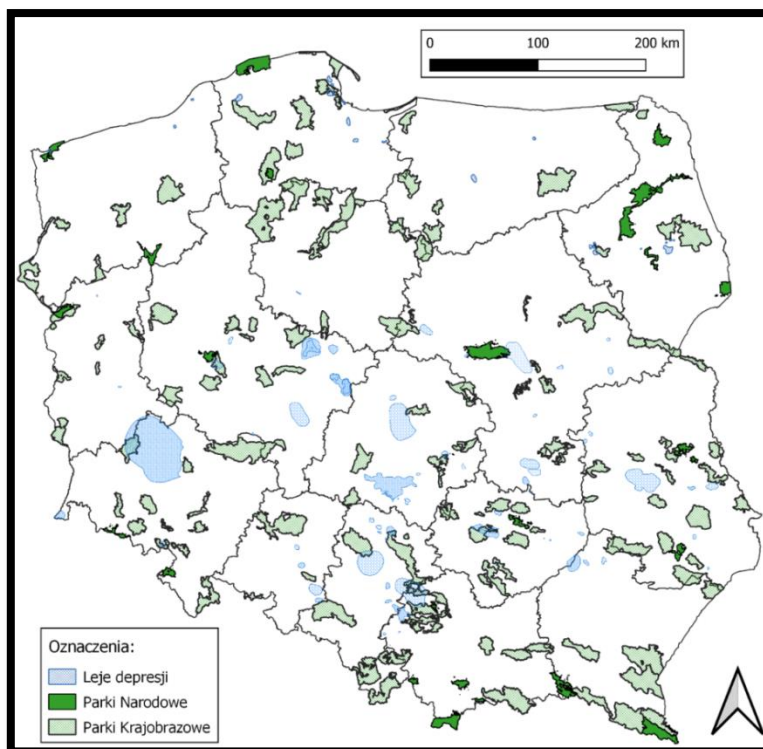 0 100 200 km
Oznaczenia:
Leje depresji
Parki Narodowe
Parki Krajobrazowe